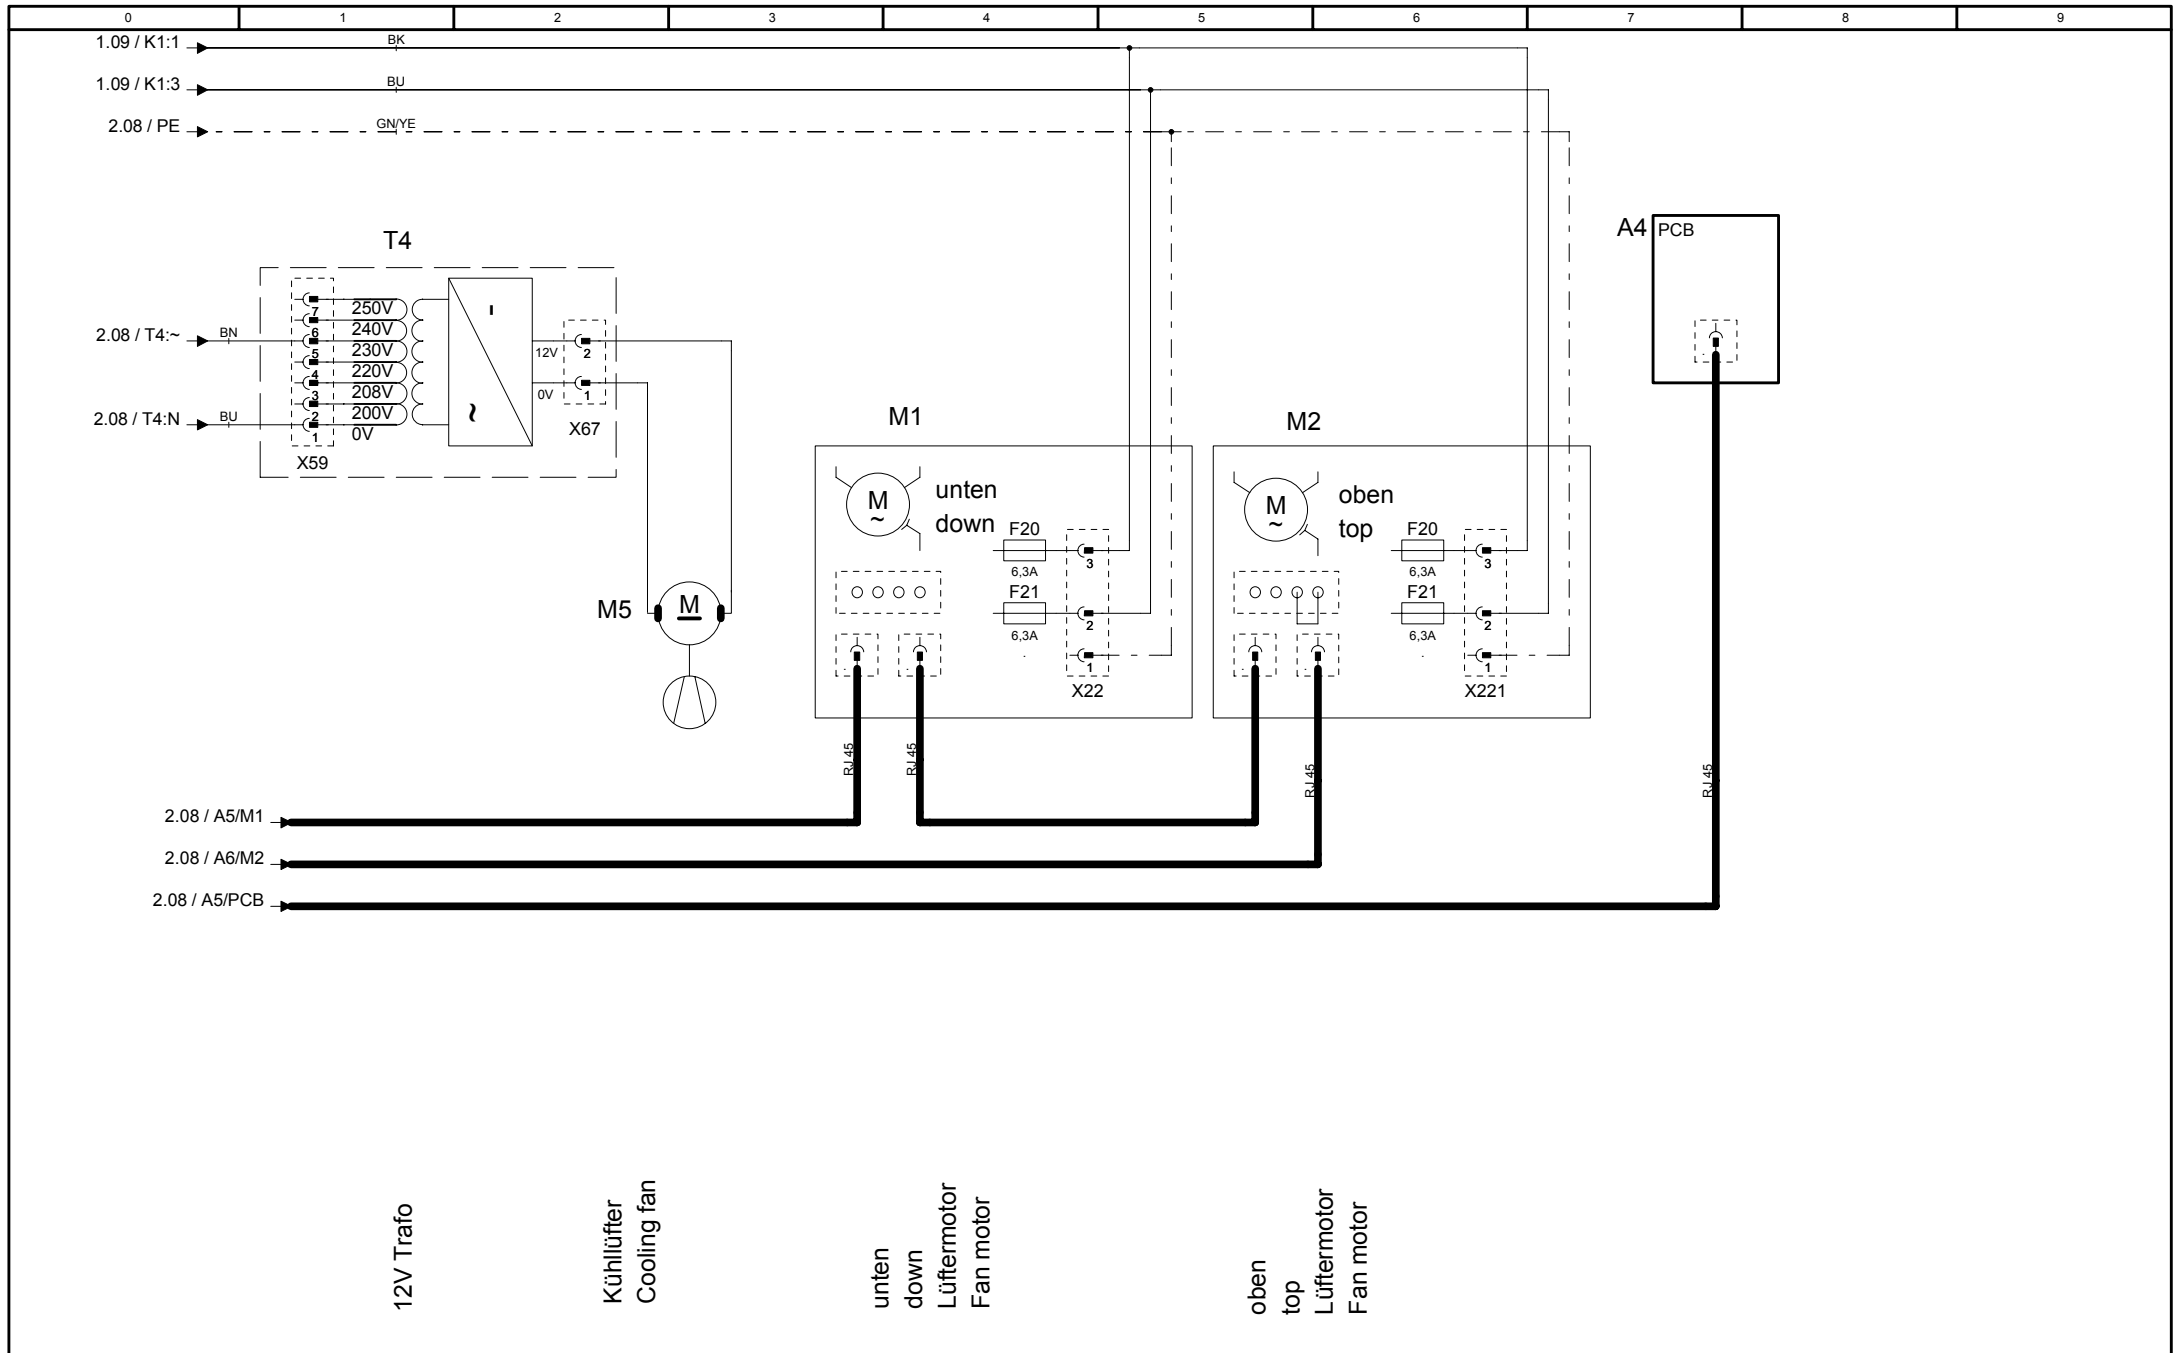 0 1 2 3 4 5 6 7 8 9
1.09 / K1:1 BK
1.09 / K1:3 BU
2.08 / PE GN/YE
T4
2.08 / T4:~ BN
2.08 / T4:N BU
7 250V
6 240V
5 230V
4 220V
3 208V
2 200V
1 0V
X59
-
~
12V 2
0V 1
X67
M5
M
M1
M
~
unten
down
F20
6,3A
F21
6,3A
3
2
1
X22
M2
M
~
oben
top
F20
6,3A
F21
6,3A
3
2
1
X221
A4 PCB
RJ 45
RJ 45
RJ 45
RJ 45
2.08 / A5/M1
2.08 / A6/M2
2.08 / A5/PCB
12V Trafo
Kühllüfter
Cooling fan
unten
down
Lüftermotor
Fan motor
oben
top
Lüftermotor
Fan motor